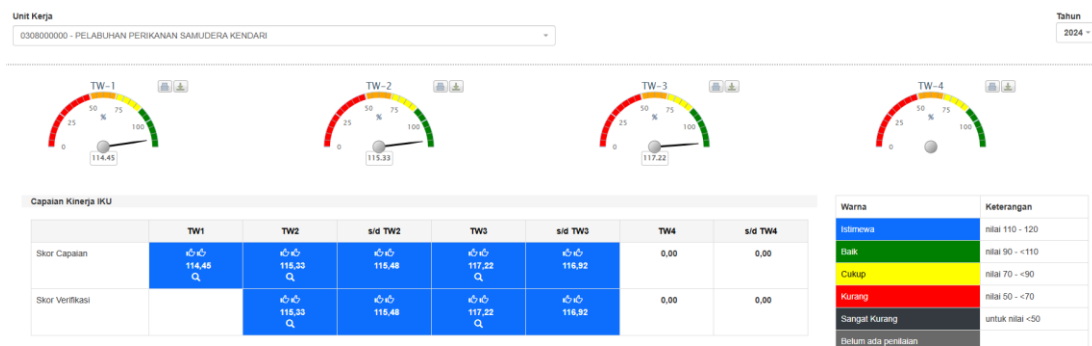 Unit Kerja
Tahun
0308000000 - PELABUHAN PERIKANAN SAMUDERA KENDARI
2024
TW-1
0
25
50
75
100
%
114.45
TW-2
0
25
50
75
100
%
115.33
TW-3
0
25
50
75
100
%
117.22
TW-4
0
25
50
75
100
%
Capaian Kinerja IKU
TW1 TW2 s/d TW2 TW3 s/d TW3 TW4 s/d TW4
Skor Capaian 114,45 115,33 115,48 117,22 116,92 0,00 0,00
Skor Verifikasi 115,33 115,48 117,22 116,92 0,00 0,00
Warna Keterangan
Istimewa nilai 110 - 120
Baik nilai 90 - <110
Cukup nilai 70 - <90
Kurang nilai 50 - <70
Sangat Kurang untuk nilai <50
Belum ada penilaian